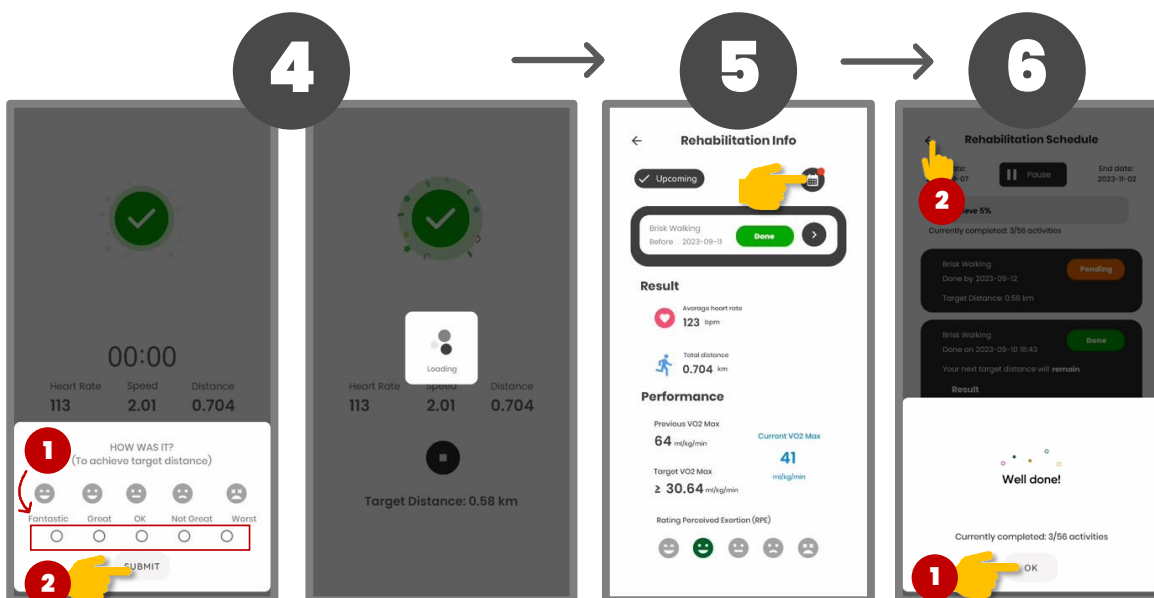 4
5
6
00:00
Heart Rate Speed Distance
113 2.01 0.704
1
HOW WAS IT?
(To achieve target distance)
Fantastic Great OK Not Great Worst
SUBMIT
2
Loading
Heart Rate Speed Distance
113 2.01 0.704
Target Distance: 0.58 km
Rehabilitation Info
Upcoming
Brisk Walking
Before 2023-09-11
Done
Result
Average heart rate
123 bpm
Total distance
0.704 km
Performance
Previous VO2 Max
64 ml/kg/min
Current VO2 Max
41
ml/kg/min
Target VO2 Max
≥ 30.64 ml/kg/min
Rating Perceived Exertion (RPE)
Rehabilitation Schedule
2
Pause
End date:
2023-11-02
5%
Currently completed: 3/56 activities
Brisk Walking
Done by 2023-09-12
Pending
Target Distance: 0.58 km
Brisk Walking
Done on 2023-09-10 18:43
Done
Your next target distance will remain
Result
Well done!
Currently completed: 3/56 activities
1
OK